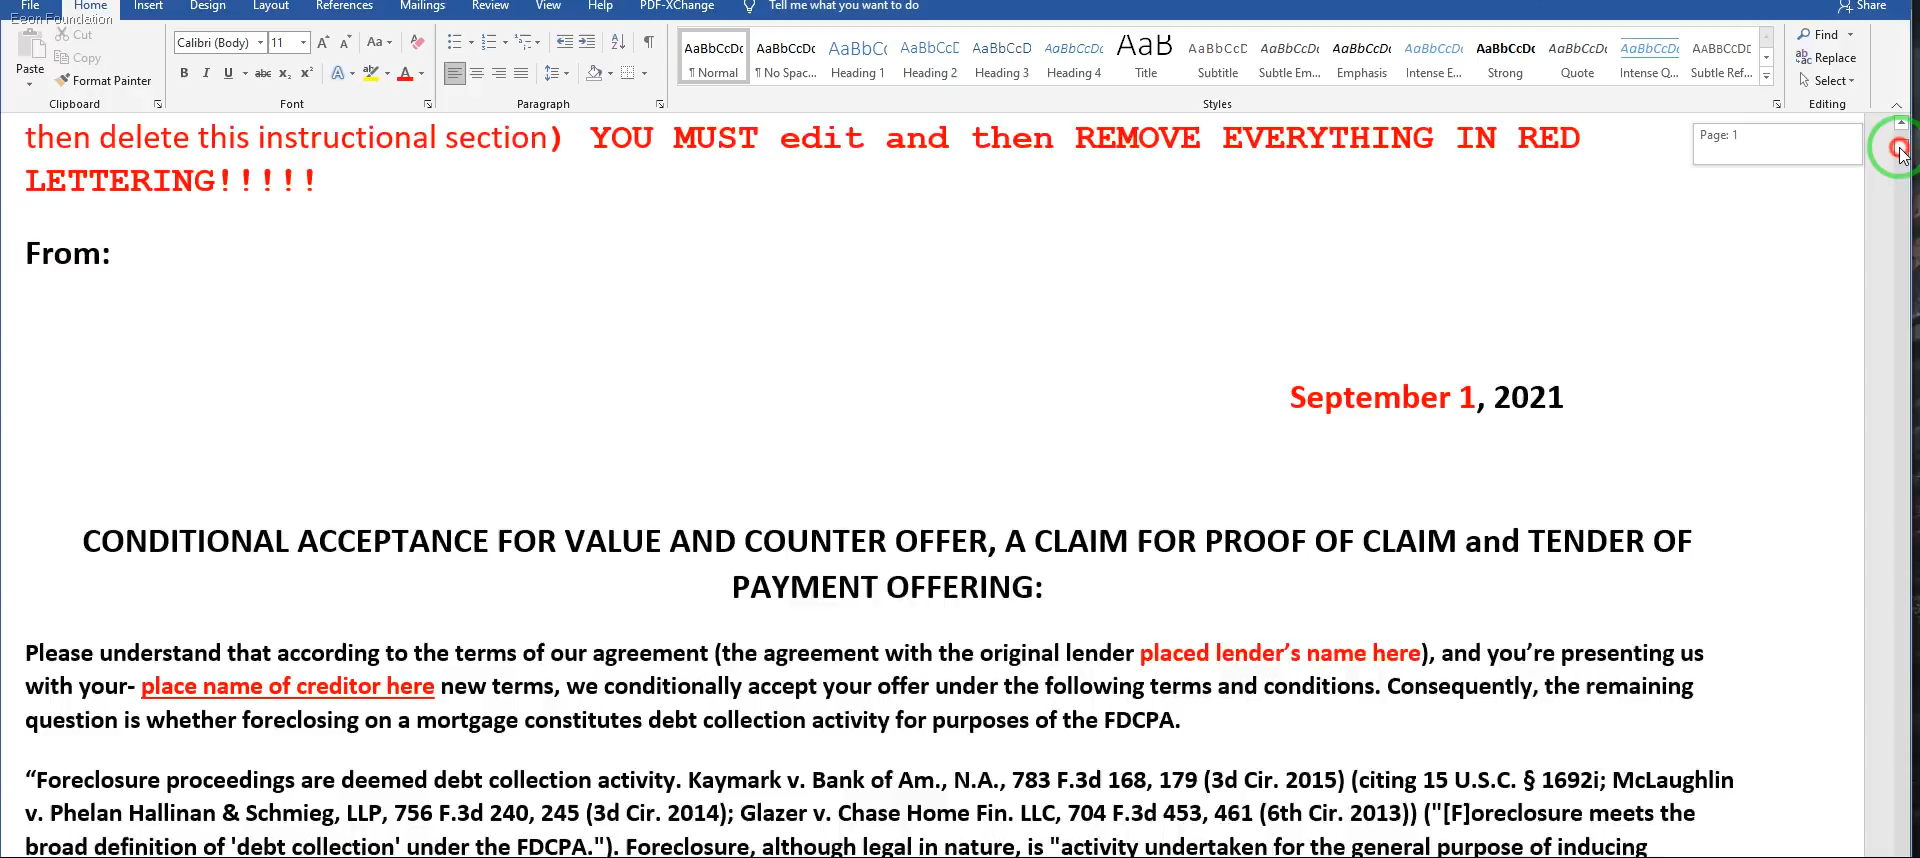 File Home Insert Design Layout References Mailings Review View Help PDF-XChange Tell me what you want to do Share
Eeon Foundation
Cut
Copy
Paste
Format Painter
Clipboard
Calibri (Body) 11
Font
Paragraph
AaBbCcDc AaBbCcDc AaBbCc AaBbCcE AaBbCcD AaBbCcDc AaB AaBbCcD AaBbCcDc AaBbCcDc AaBbCcDc AaBbCcDc AaBbCcDc AaBbCcDc AABBCCDE
¶ Normal ¶ No Spac... Heading 1 Heading 2 Heading 3 Heading 4 Title Subtitle Subtle Em... Emphasis Intense E... Strong Quote Intense Q... Subtle Ref...
Styles
Find
Replace
Select
Editing
then delete this instructional section) YOU MUST edit and then REMOVE EVERYTHING IN RED
LETTERING!!!!!
Page: 1
From:
September 1, 2021
CONDITIONAL ACCEPTANCE FOR VALUE AND COUNTER OFFER, A CLAIM FOR PROOF OF CLAIM and TENDER OF
PAYMENT OFFERING:
Please understand that according to the terms of our agreement (the agreement with the original lender placed lender’s name here), and you’re presenting us
with your- place name of creditor here new terms, we conditionally accept your offer under the following terms and conditions. Consequently, the remaining
question is whether foreclosing on a mortgage constitutes debt collection activity for purposes of the FDCPA.
“Foreclosure proceedings are deemed debt collection activity. Kaymark v. Bank of Am., N.A., 783 F.3d 168, 179 (3d Cir. 2015) (citing 15 U.S.C. § 1692i; McLaughlin
v. Phelan Hallinan & Schmieg, LLP, 756 F.3d 240, 245 (3d Cir. 2014); Glazer v. Chase Home Fin. LLC, 704 F.3d 453, 461 (6th Cir. 2013)) ("[F]oreclosure meets the
broad definition of 'debt collection' under the FDCPA."). Foreclosure, although legal in nature, is "activity undertaken for the general purpose of inducing